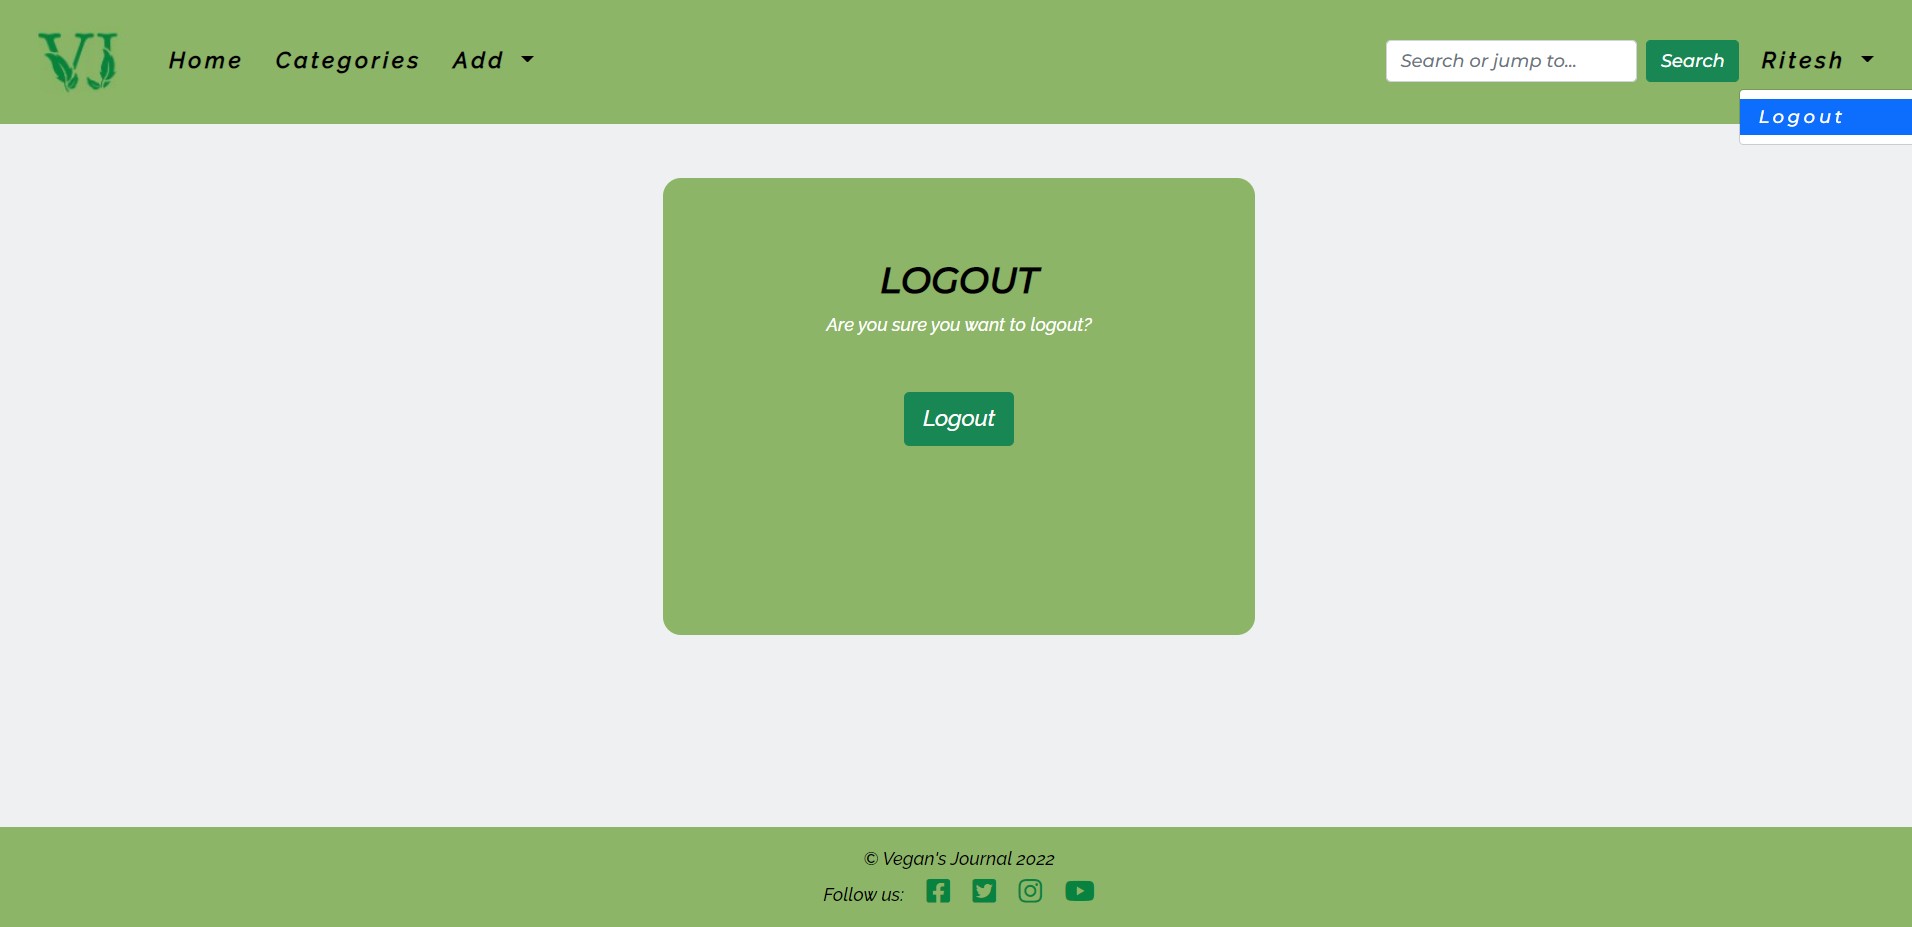 VJ
Home Categories Add
Search or jump to...
Search
Ritesh
Logout
LOGOUT
Are you sure you want to logout?
Logout
© Vegan's Journal 2022
Follow us: